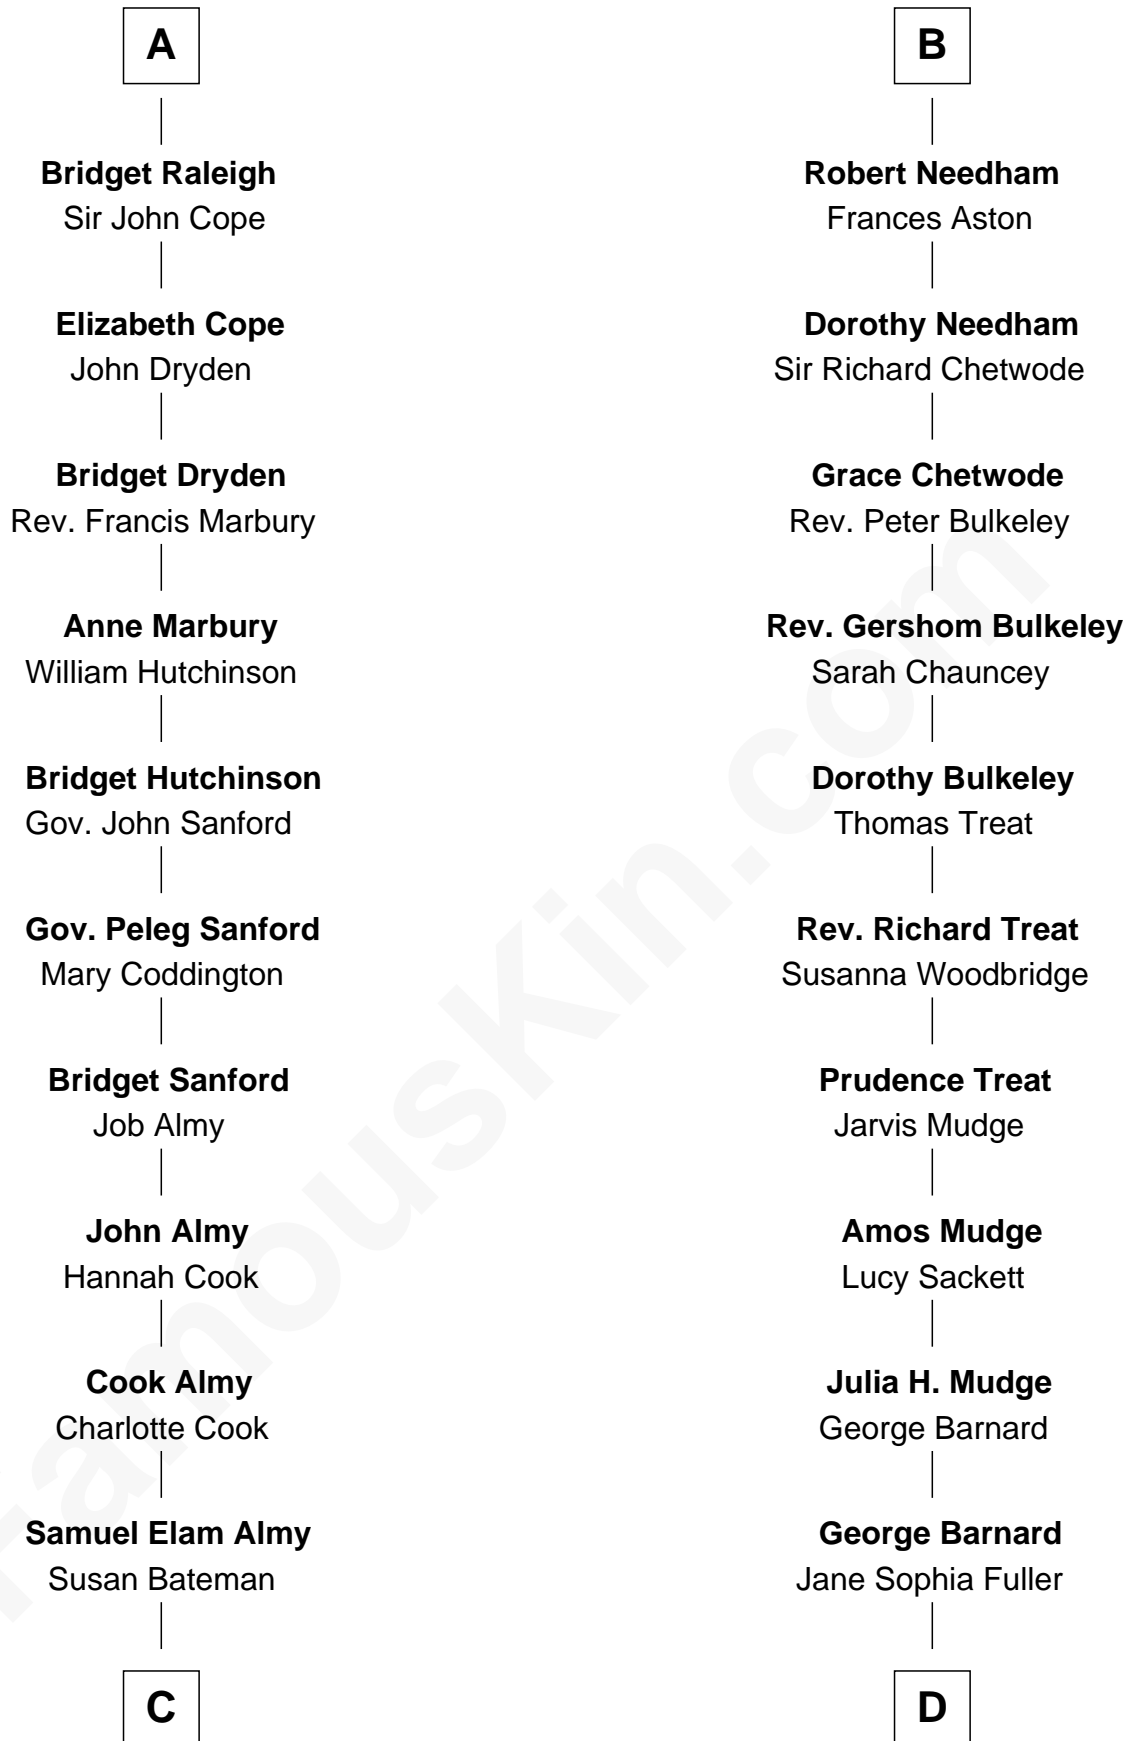 A
Bridget Raleigh
Sir John Cope
Elizabeth Cope
John Dryden
Bridget Dryden
Rev. Francis Marbury
Anne Marbury
William Hutchinson
Bridget Hutchinson
Gov. John Sanford
Gov. Peleg Sanford
Mary Coddington
Bridget Sanford
Job Almy
John Almy
Hannah Cook
Cook Almy
Charlotte Cook
Samuel Elam Almy
Susan Bateman
C
B
Robert Needham
Frances Aston
Dorothy Needham
Sir Richard Chetwode
Grace Chetwode
Rev. Peter Bulkeley
Rev. Gershom Bulkeley
Sarah Chauncey
Dorothy Bulkeley
Thomas Treat
Rev. Richard Treat
Susanna Woodbridge
Prudence Treat
Jarvis Mudge
Amos Mudge
Lucy Sackett
Julia H. Mudge
George Barnard
George Barnard
Jane Sophia Fuller
D
FamousKin.com